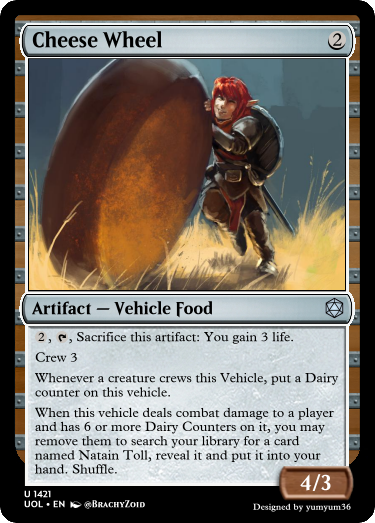 Cheese Wheel 2
Artifact — Vehicle Food
2, , Sacrifice this artifact: You gain 3 life.
Crew 3
Whenever a creature crews this Vehicle, put a Dairy
counter on this vehicle.
When this vehicle deals combat damage to a player
and has 6 or more Dairy Counters on it, you may
remove them to search your library for a card
named Natain Toll, reveal it and put it into your
hand. Shuffle.
4/3
U 1421
UOL • EN @BrachyZoid
Designed by yumyum36